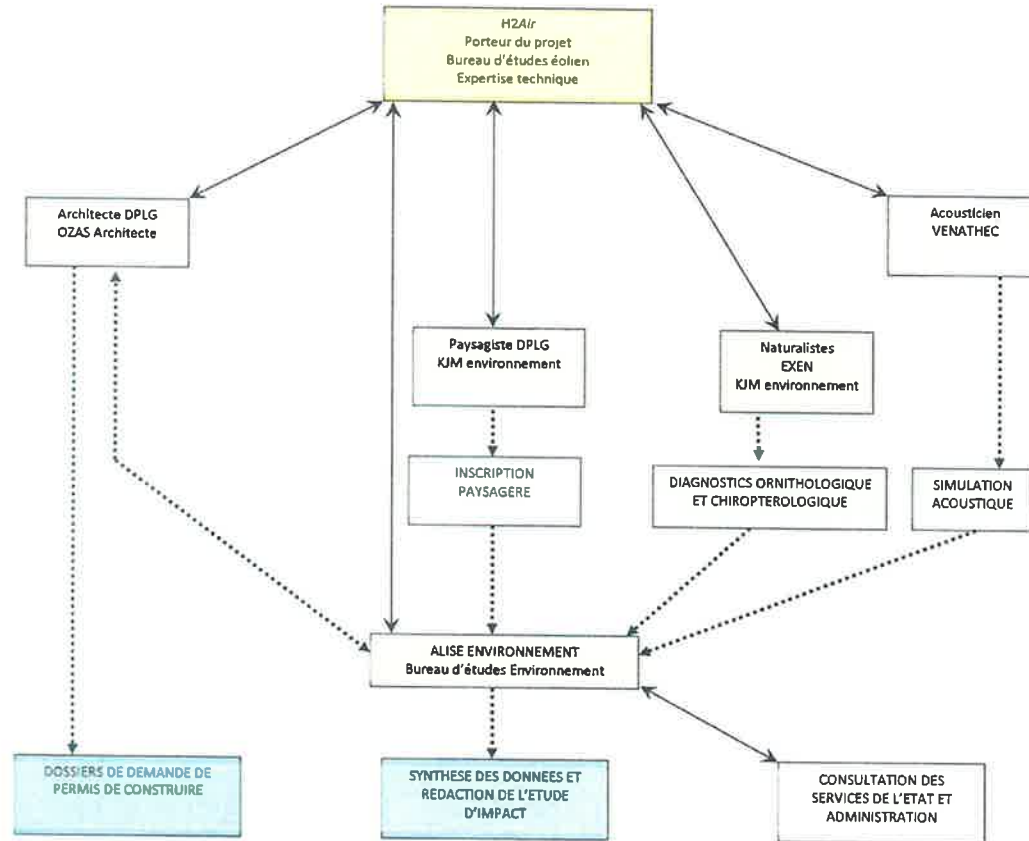 H2Air
Porteur du projet
Bureau d'études éolien
Expertise technique
Architecte DPLG
OZAS Architecte
Acousticien
VENATHEC
Paysagiste DPLG
KJM environnement
Naturalistes
EXEN
KJM environnement
INSCRIPTION
PAYSAGERE
DIAGNOSTICS ORNITHOLOGIQUE
ET CHIROPTEROLOGIQUE
SIMULATION
ACOUSTIQUE
ALISE ENVIRONNEMENT
Bureau d'études Environnement
DOSSIERS DE DEMANDE DE
PERMIS DE CONSTRUIRE
SYNTHESE DES DONNEES ET
REDACTION DE L'ETUDE
D'IMPACT
CONSULTATION DES
SERVICES DE L'ETAT ET
ADMINISTRATION